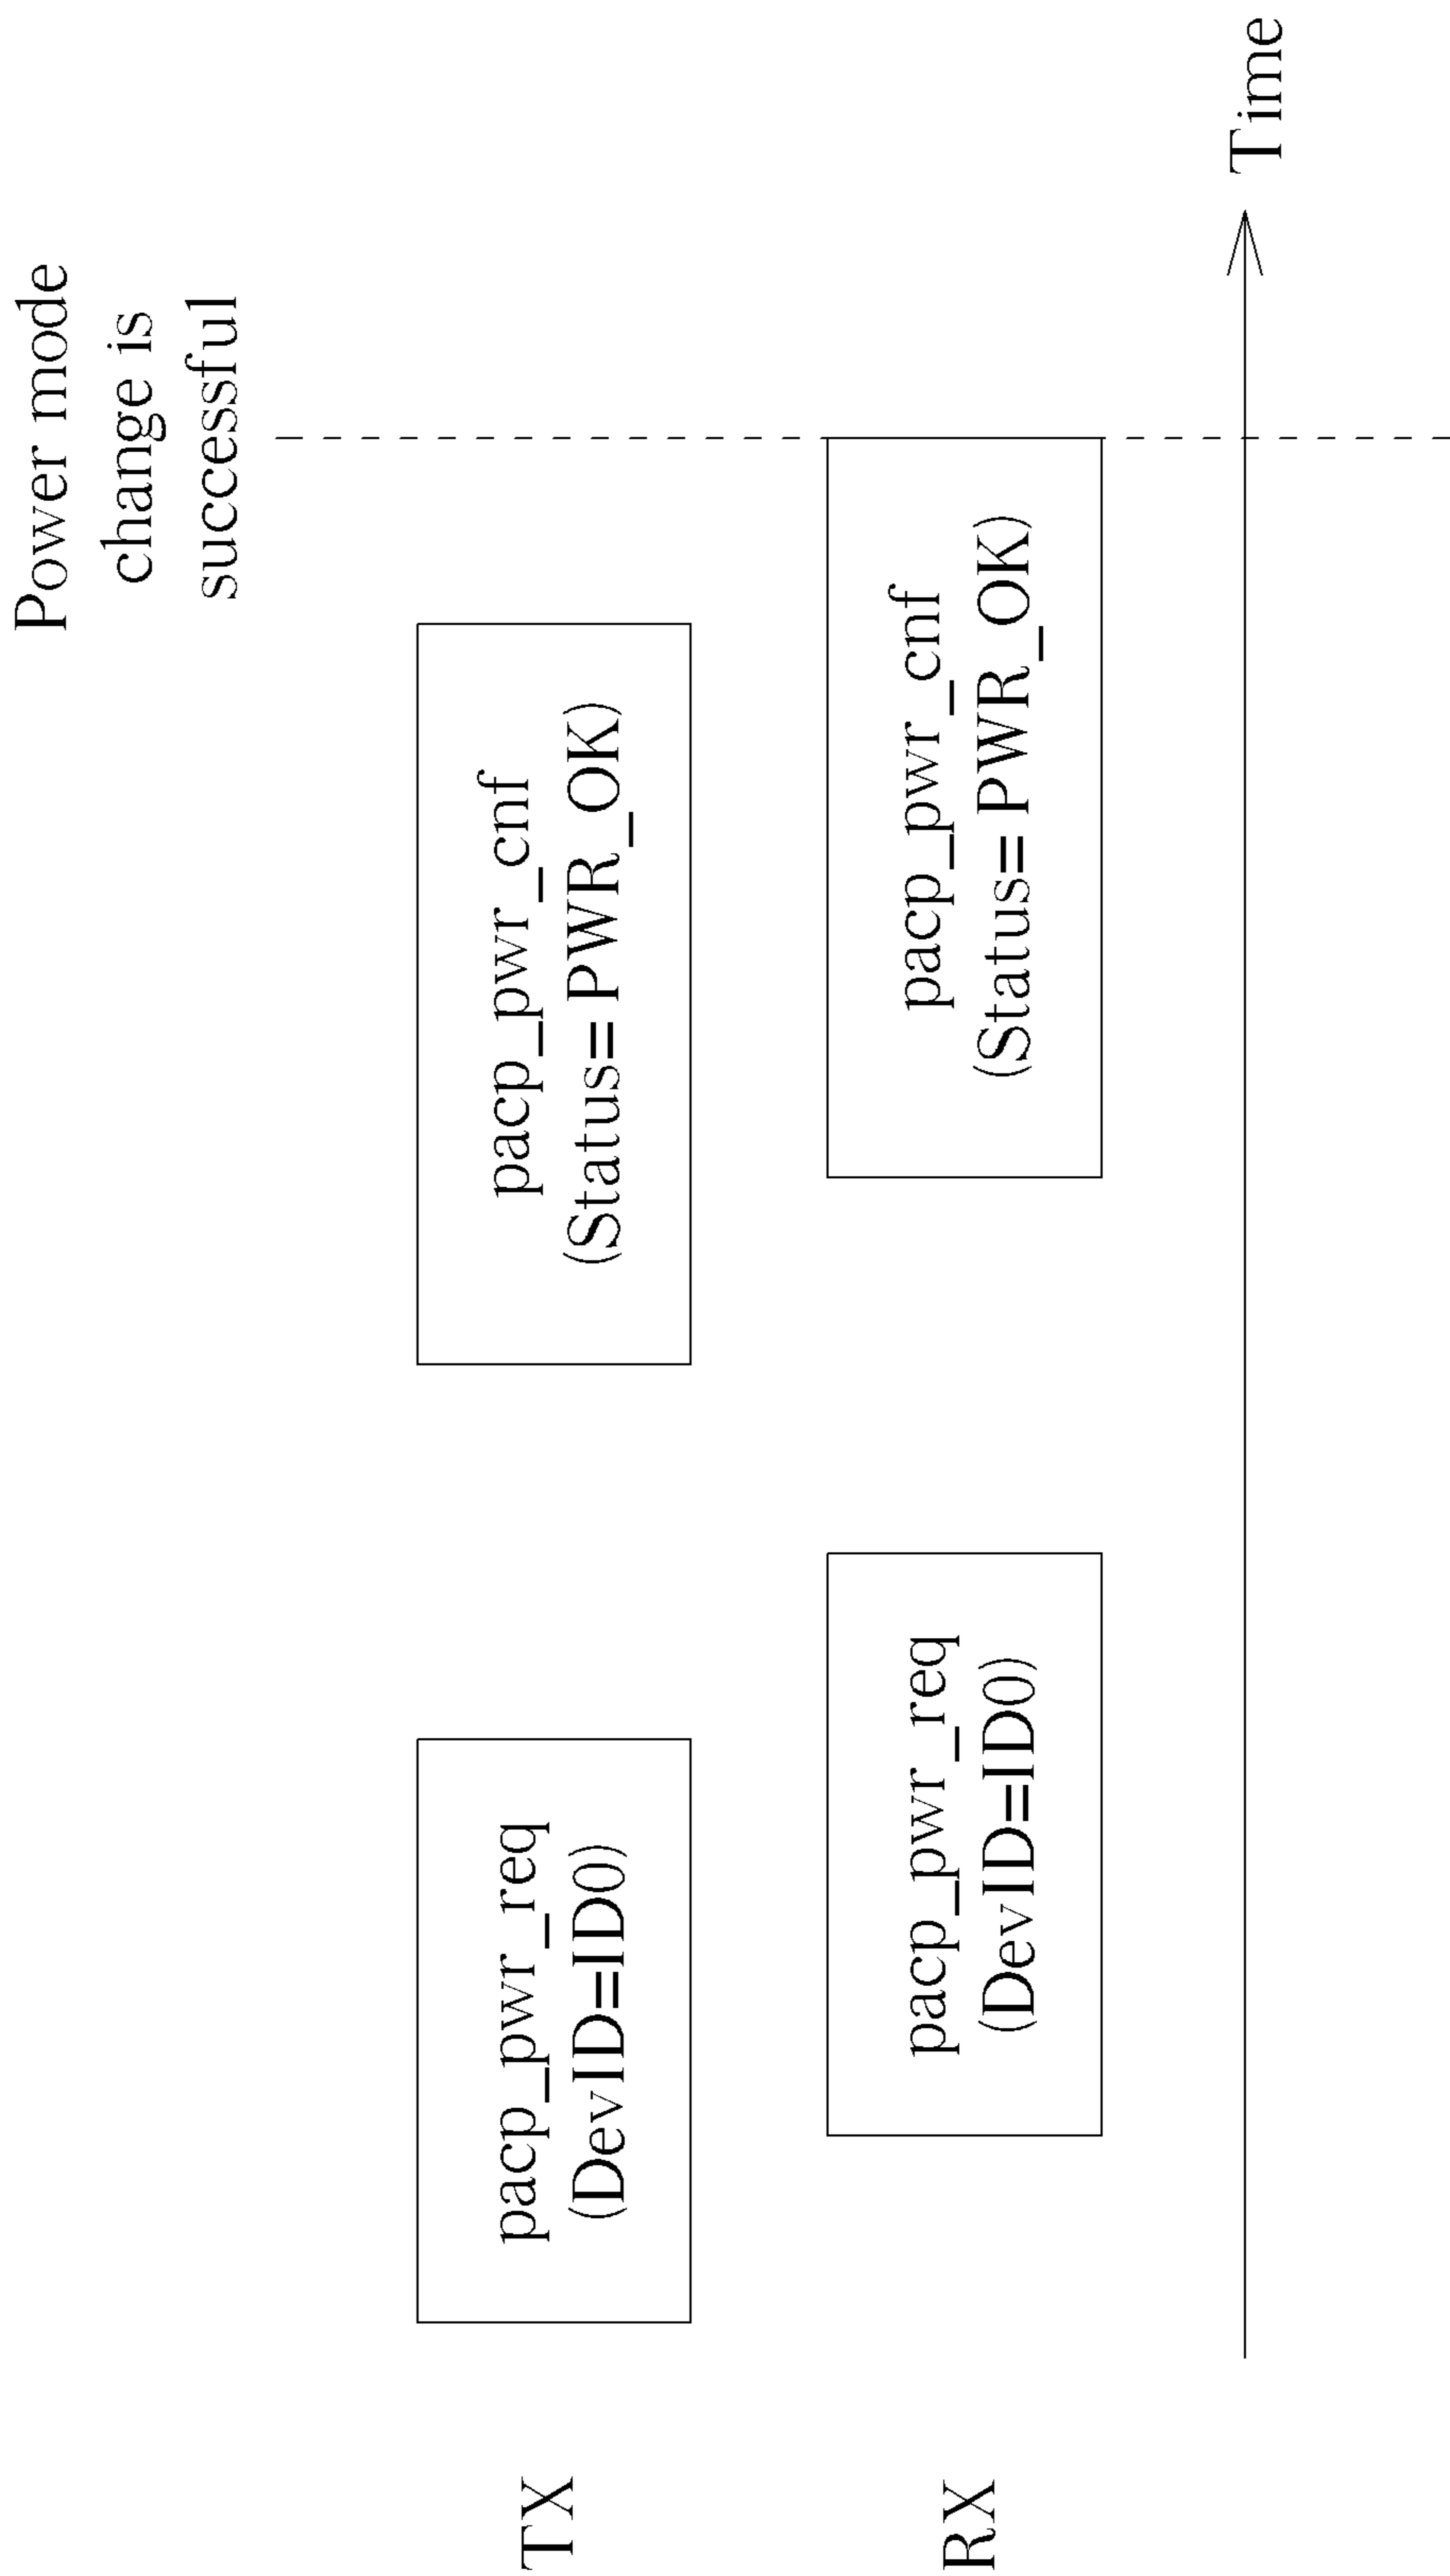 Power mode
change is
successful
TX
pacp_pwr_req
(DevID=ID0)
pacp_pwr_cnf
(Status=PWR_OK)
RX
pacp_pwr_req
(DevID=ID0)
pacp_pwr_cnf
(Status=PWR_OK)
Time